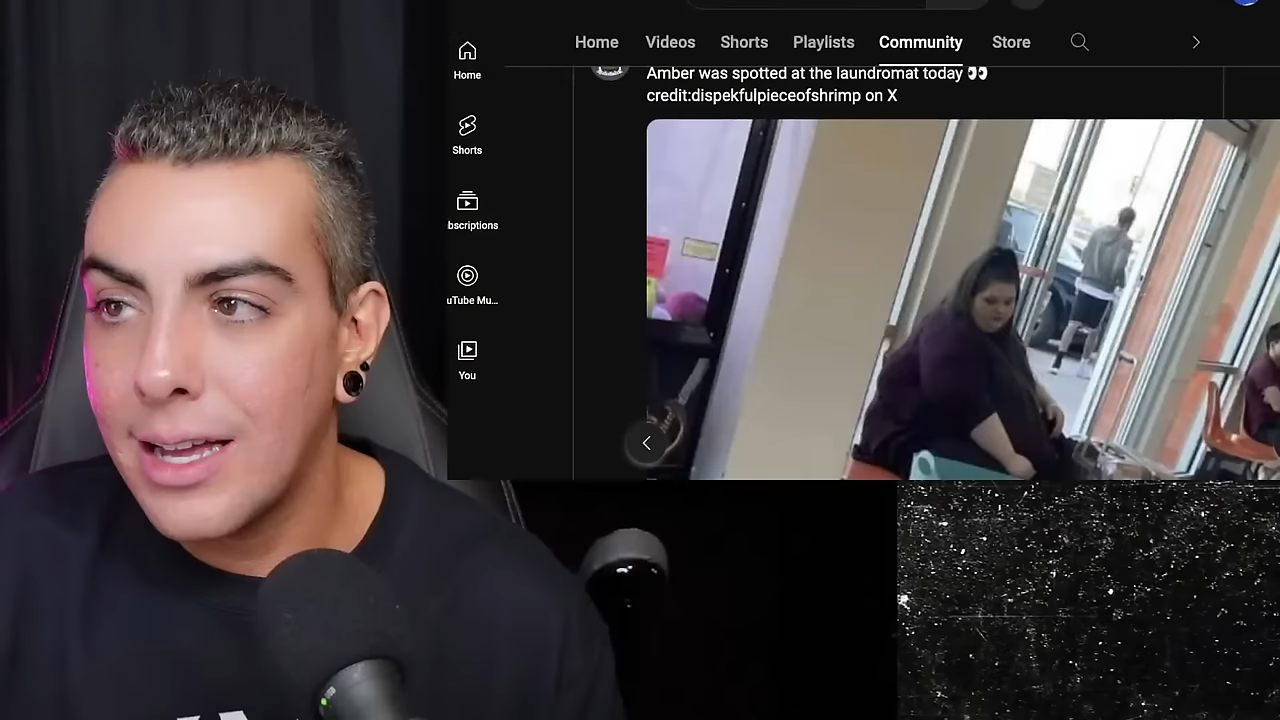 Home
Videos
Shorts
Playlists
Community
Store
Home
Shorts
bscriptions
uTube Mu...
You
Amber was spotted at the laundromat today 👀
credit:dispekfulpieceofshrimp on X